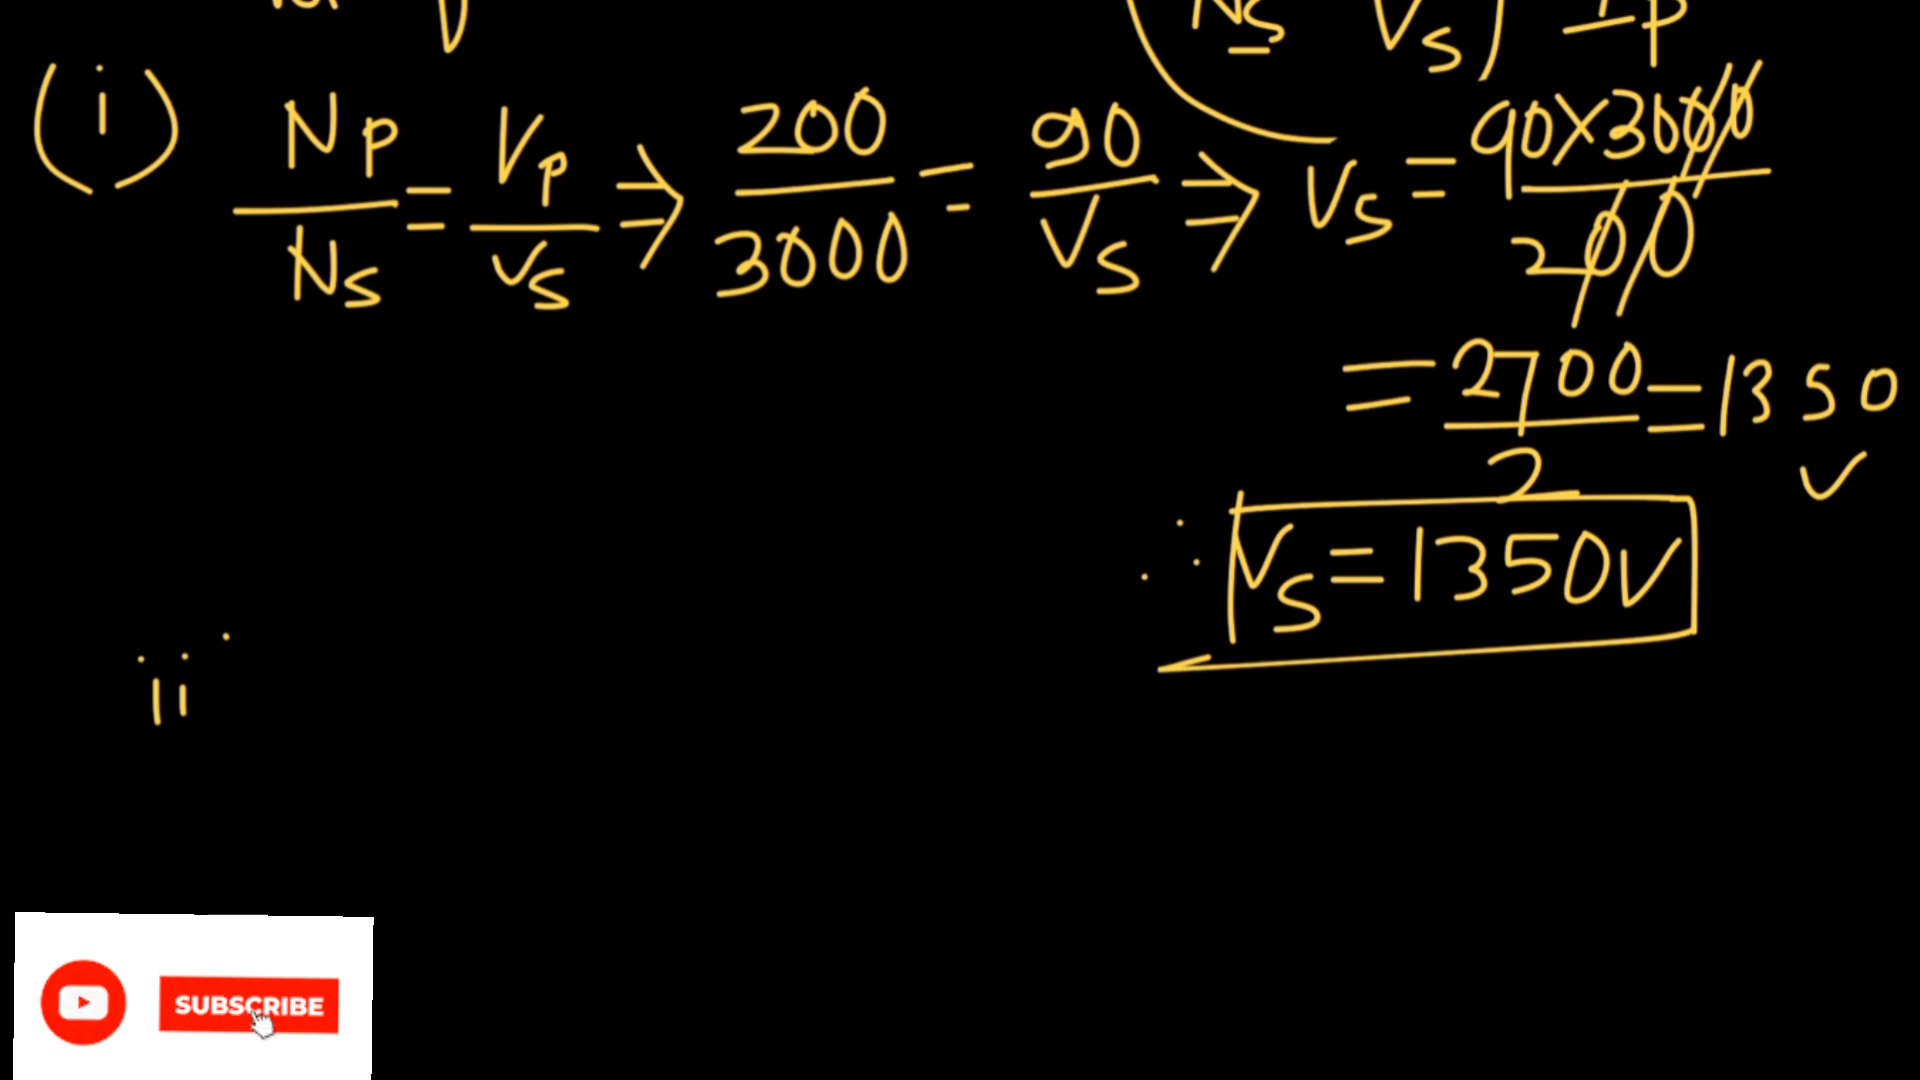 Ns Vs) Ip
(i) Np/Ns = Vp/Vs ⇒ 200/3000 = 90/Vs ⇒ Vs = 90×3000/200
= 2700/2 = 1350
∴ Vs = 1350V
ii
SUBSCRIBE